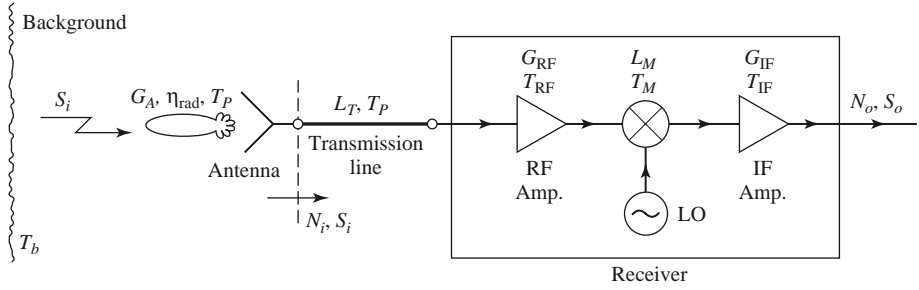 Background
S_i
G_A, η_rad, T_P
Antenna
L_T, T_P
Transmission
line
N_i, S_i
T_b
G_RF
T_RF
RF
Amp.
L_M
T_M
LO
G_IF
T_IF
IF
Amp.
N_o, S_o
Receiver